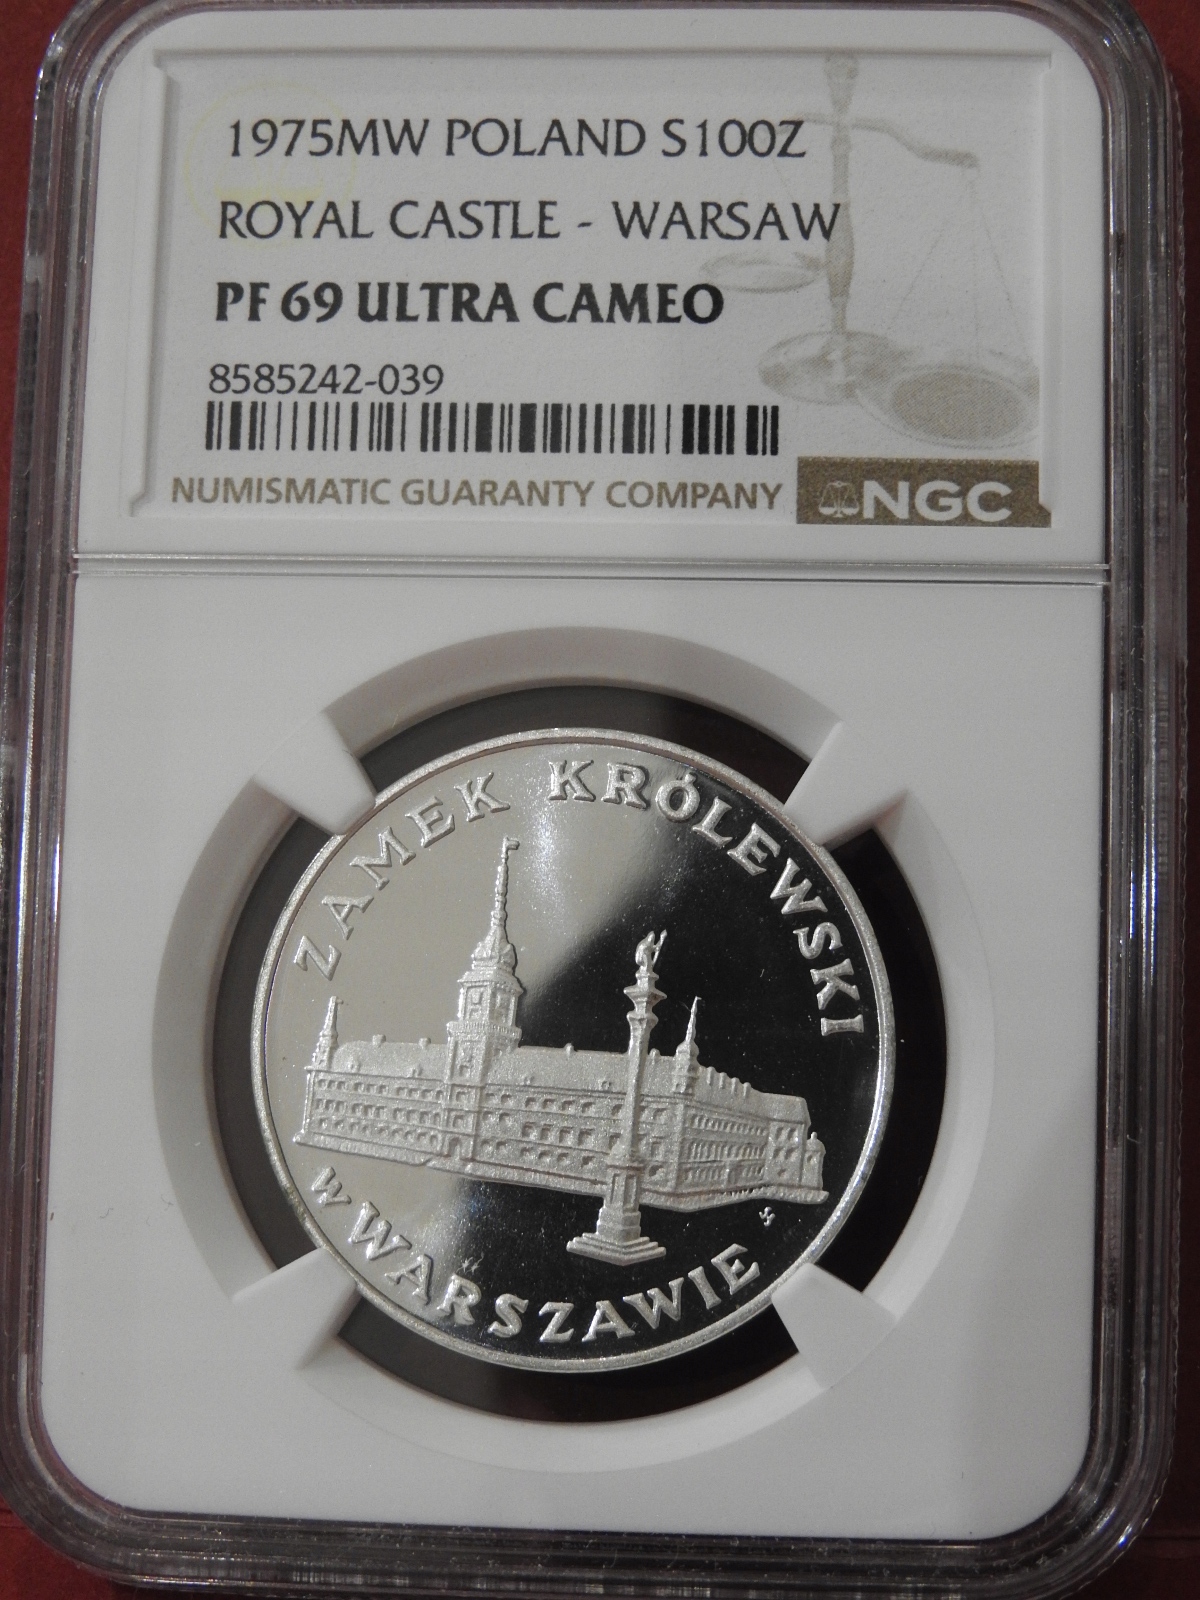 1975MW POLAND S100Z
ROYAL CASTLE - WARSAW
PF 69 ULTRA CAMEO
8585242-039
NUMISMATIC GUARANTY COMPANY
NGC
ZAMEK KRÓLEWSKI
W WARSZAWIE